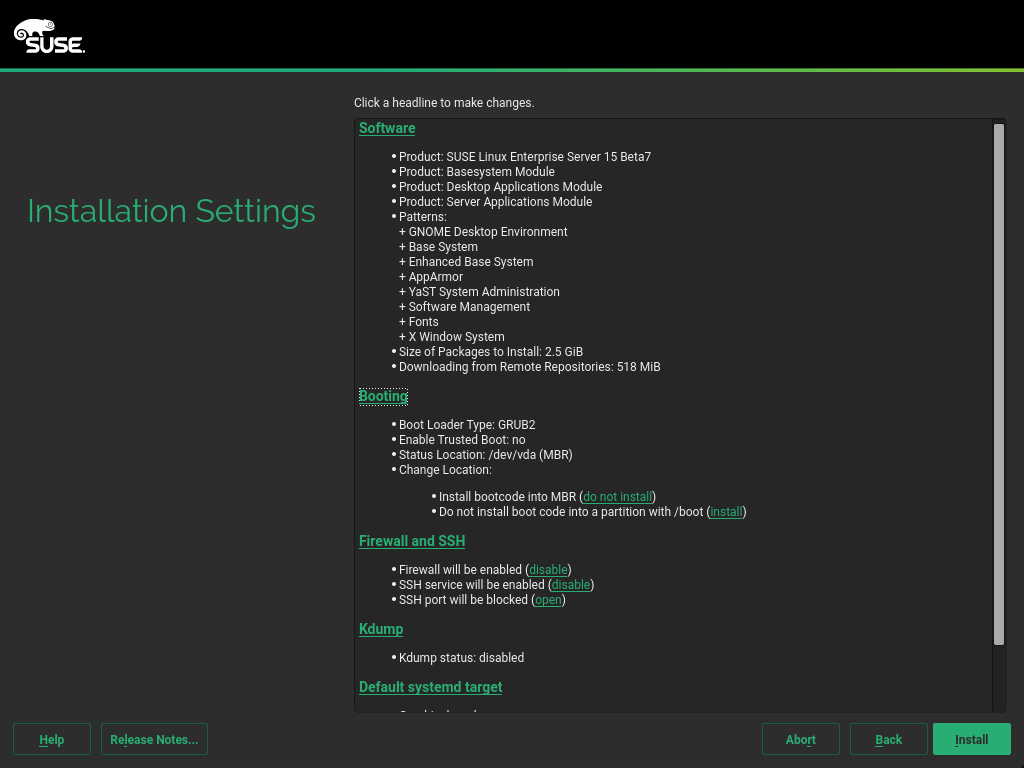 SUSE.
Click a headline to make changes.
Installation Settings
Software
• Product: SUSE Linux Enterprise Server 15 Beta7
• Product: Basesystem Module
• Product: Desktop Applications Module
• Product: Server Applications Module
• Patterns:
+ GNOME Desktop Environment
+ Base System
+ Enhanced Base System
+ AppArmor
+ YaST System Administration
+ Software Management
+ Fonts
+ X Window System
• Size of Packages to Install: 2.5 GiB
• Downloading from Remote Repositories: 518 MiB
Booting
• Boot Loader Type: GRUB2
• Enable Trusted Boot: no
• Status Location: /dev/vda (MBR)
• Change Location:
• Install bootcode into MBR (do not install)
• Do not install boot code into a partition with /boot (install)
Firewall and SSH
• Firewall will be enabled (disable)
• SSH service will be enabled (disable)
• SSH port will be blocked (open)
Kdump
• Kdump status: disabled
Default systemd target
Help
Release Notes...
Abort
Back
Install